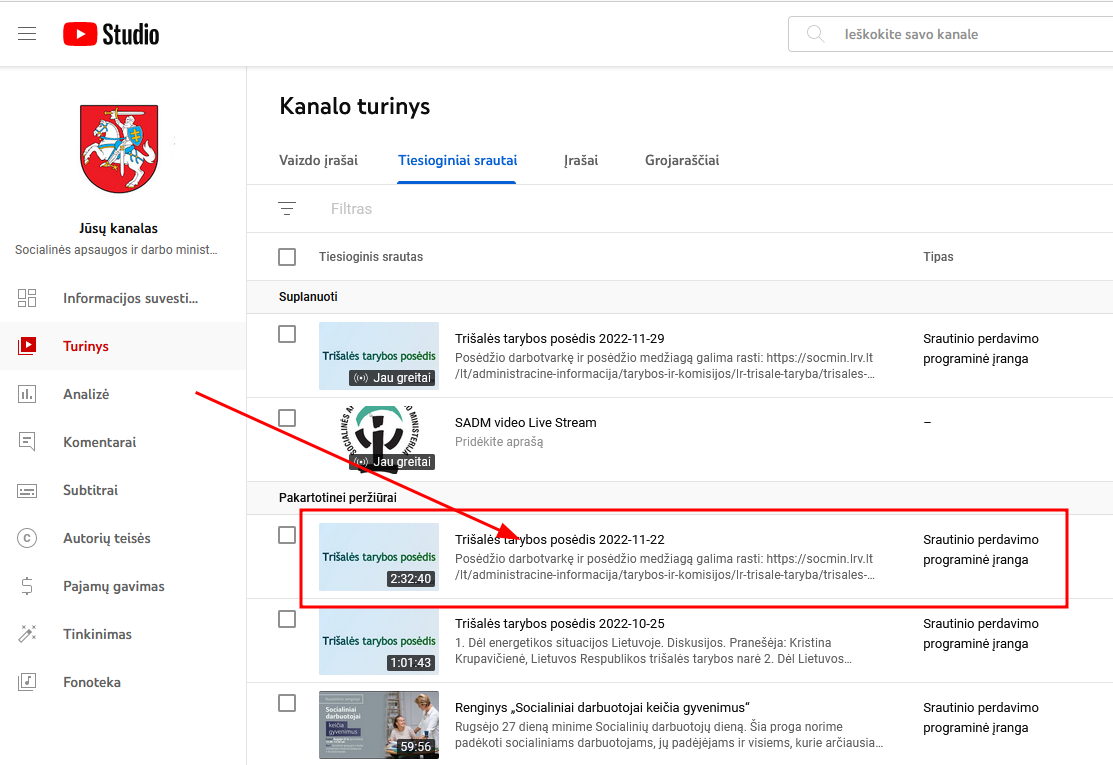 Studio
Ieškokite savo kanale
Jūsų kanalas
Socialinės apsaugos ir darbo minist...
Informacijos suvesti...
Turinys
Analizė
Komentarai
Subtitrai
Autorių teisės
Pajamų gavimas
Tinkinimas
Fonoteka
Kanalo turinys
Vaizdo įrašai
Tiesioginiai srautai
Įrašai
Grojaraščiai
Filtras
Tiesioginis srautas
Tipas
Suplanuoti
Trišalės tarybos posėdis
Jau greitai
Trišalės tarybos posėdis 2022-11-29
Posėdžio darbotvarkę ir posėdžio medžiagą galima rasti: https://socmin.lrv.lt
/lt/administracine-informacija/tarybos-ir-komisijos/lr-trisale-taryba/trisales-...
Srautinio perdavimo
programinė įranga
Jau greitai
SADM video Live Stream
Pridėkite aprašą
–
Pakartotinei peržiūrai
Trišalės tarybos posėdis
2:32:40
Trišalės tarybos posėdis 2022-11-22
Posėdžio darbotvarkę ir posėdžio medžiagą galima rasti: https://socmin.lrv.lt
/lt/administracine-informacija/tarybos-ir-komisijos/lr-trisale-taryba/trisales-...
Srautinio perdavimo
programinė įranga
Trišalės tarybos posėdis
1:01:43
Trišalės tarybos posėdis 2022-10-25
1. Dėl energetikos situacijos Lietuvoje. Diskusijos. Pranešėja: Kristina
Krupavičienė, Lietuvos Respublikos trišalės tarybos narė 2. Dėl Lietuvos...
Srautinio perdavimo
programinė įranga
Socialiniai
darbuotojai
keičia
gyvenimus
59:56
Renginys „Socialiniai darbuotojai keičia gyvenimus“
Rugsėjo 27 dieną minime Socialinių darbuotojų dieną. Šia proga norime
padėkoti socialiniams darbuotojams, jų padėjėjams ir visiems, kurie arčiausia...
Srautinio perdavimo
programinė įranga